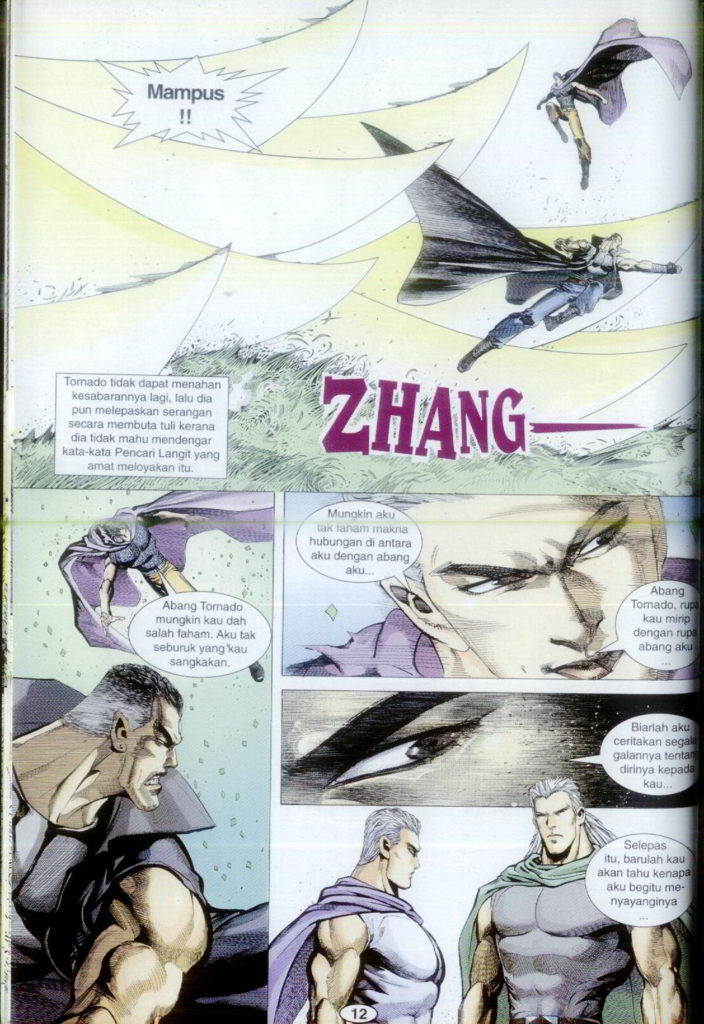 Mampus
!!
Tornado tidak dapat menahan
kesabarannya lagi, lalu dia
pun melepaskan serangan
secara membuta tuli kerana
dia tidak mahu mendengar
kata-kata Pencari Langit yang
amat meloyakan itu.
ZHANG
Abang Tornado
mungkin kau dah
salah faham. Aku tak
seburuk yang kau
sangkakan.
Mungkin aku
tak faham makna
hubungan di antara
aku dengan abang
aku...
Abang
Tornado, rupa
kau mirip
dengan rupa
abang aku
...
Biarlah aku
ceritakan segala
galannya tentang
dirinya kepada
kau...
Selepas
itu, barulah kau
akan tahu kenapa
aku begitu me-
nyayanginya
...
12